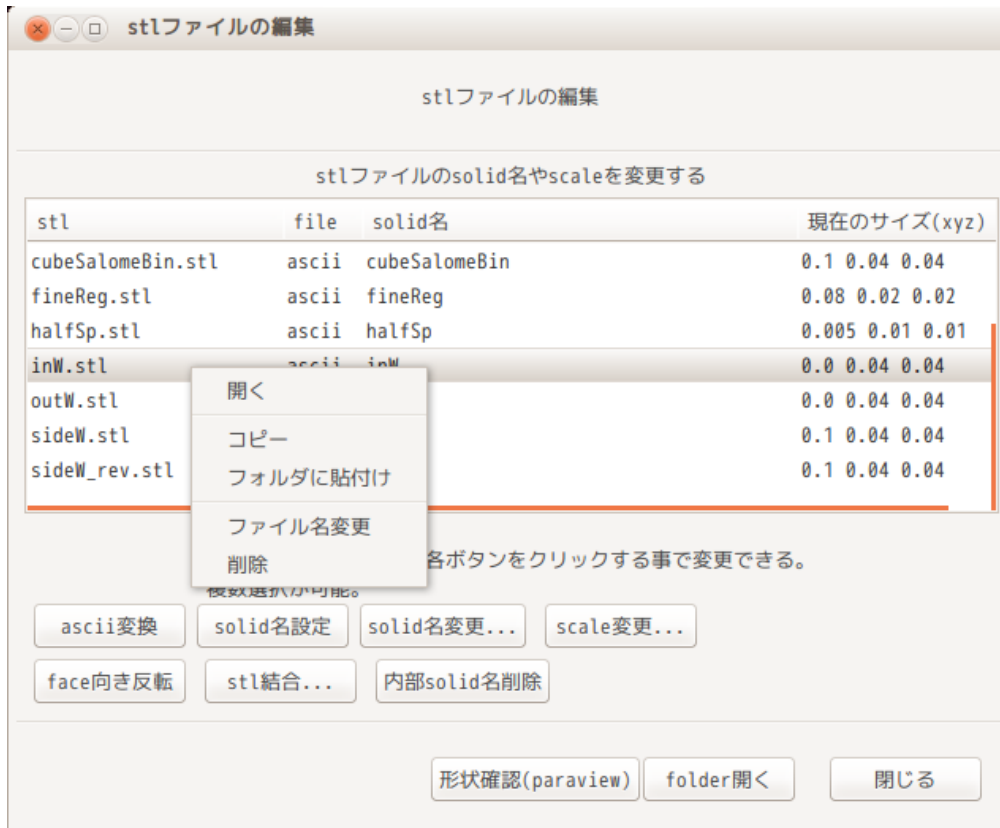 stlファイルの編集
stlファイルの編集
stlファイルのsolid名やscaleを変更する
stl file solid名 現在のサイズ(xyz)
cubeSalomeBin.stl ascii cubeSalomeBin 0.1 0.04 0.04
fineReg.stl ascii fineReg 0.08 0.02 0.02
halfSp.stl ascii halfSp 0.005 0.01 0.01
inW.stl ascii inW 0.0 0.04 0.04
outW.stl 0.0 0.04 0.04
sideW.stl 0.1 0.04 0.04
sideW_rev.stl 0.1 0.04 0.04
開く
コピー
フォルダに貼付け
ファイル名変更
削除
各ボタンをクリックする事で変更できる。
複数選択が可能。
ascii変換 solid名設定 solid名変更... scale変更...
face向き反転 stl結合... 内部solid名削除
形状確認(paraview) folder開く 閉じる